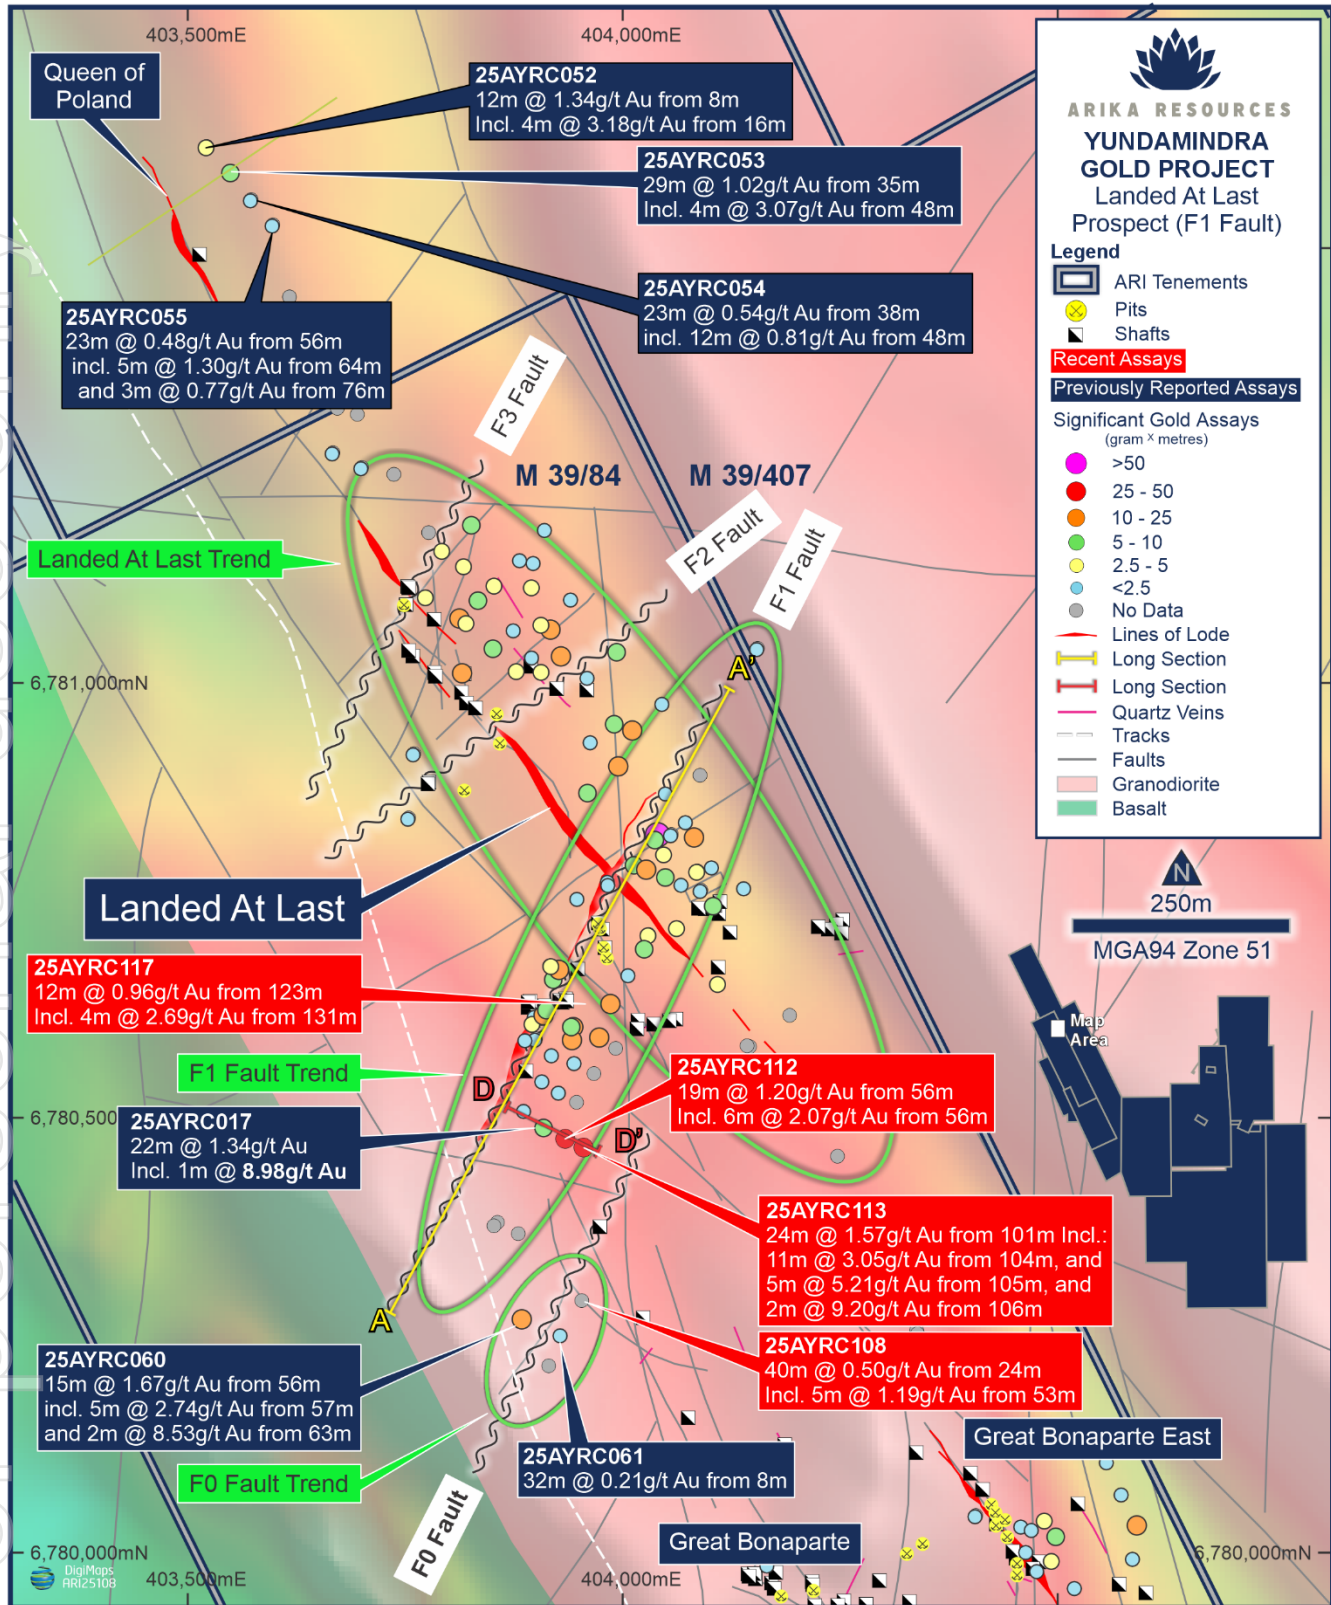 403,500mE
404,000mE
Queen of
Poland
25AYRC052
12m @ 1.34g/t Au from 8m
Incl. 4m @ 3.18g/t Au from 16m
25AYRC053
29m @ 1.02g/t Au from 35m
Incl. 4m @ 3.07g/t Au from 48m
25AYRC054
23m @ 0.54g/t Au from 38m
incl. 12m @ 0.81g/t Au from 48m
25AYRC055
23m @ 0.48g/t Au from 56m
incl. 5m @ 1.30g/t Au from 64m
and 3m @ 0.77g/t Au from 76m
ARIKA RESOURCES
YUNDAMINDRA
GOLD PROJECT
Landed At Last
Prospect (F1 Fault)
Legend
ARI Tenements
Pits
Shafts
Recent Assays
Previously Reported Assays
Significant Gold Assays
(gram x metres)
>50
25 - 50
10 - 25
5 - 10
2.5 - 5
<2.5
No Data
Lines of Lode
Long Section
Long Section
Quartz Veins
Tracks
Faults
Granodiorite
Basalt
N
250m
MGA94 Zone 51
Map
Area
F3 Fault
M 39/84
M 39/407
F2 Fault
F1 Fault
Landed At Last Trend
A'
6,781,000mN
Landed At Last
25AYRC117
12m @ 0.96g/t Au from 123m
Incl. 4m @ 2.69g/t Au from 131m
F1 Fault Trend
D
25AYRC112
19m @ 1.20g/t Au from 56m
Incl. 6m @ 2.07g/t Au from 56m
6,780,500
25AYRC017
22m @ 1.34g/t Au
Incl. 1m @ 8.98g/t Au
D'
25AYRC113
24m @ 1.57g/t Au from 101m Incl.:
11m @ 3.05g/t Au from 104m, and
5m @ 5.21g/t Au from 105m, and
2m @ 9.20g/t Au from 106m
A
25AYRC108
40m @ 0.50g/t Au from 24m
Incl. 5m @ 1.19g/t Au from 53m
25AYRC060
15m @ 1.67g/t Au from 56m
incl. 5m @ 2.74g/t Au from 57m
and 2m @ 8.53g/t Au from 63m
25AYRC061
32m @ 0.21g/t Au from 8m
F0 Fault Trend
F0 Fault
Great Bonaparte East
Great Bonaparte
6,780,000mN
6,780,000mN
DigiMaps
ARI25108
403,500mE
404,000mE